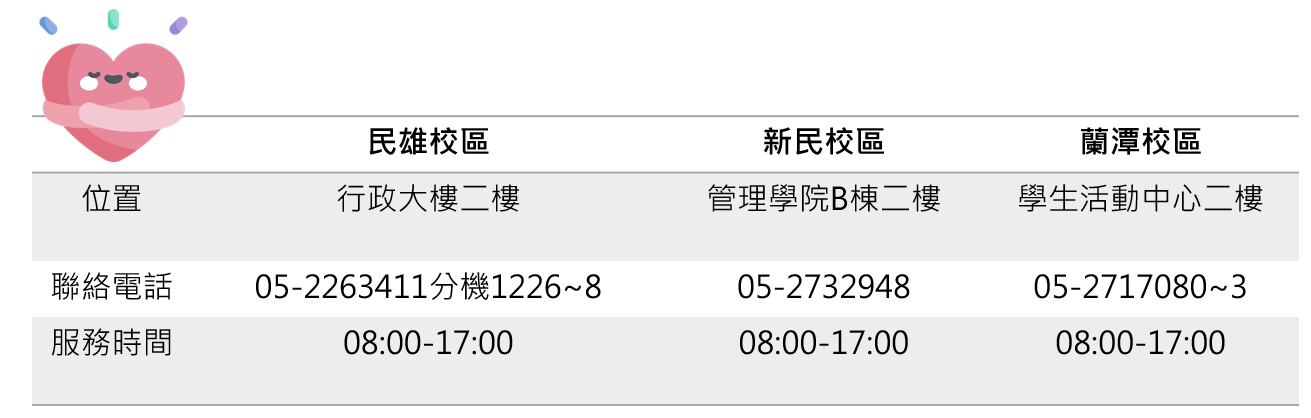 民雄校區 新民校區 蘭潭校區
位置 行政大樓二樓 管理學院B棟二樓 學生活動中心二樓
聯絡電話 05-2263411分機1226~8 05-2732948 05-2717080~3
服務時間 08:00-17:00 08:00-17:00 08:00-17:00